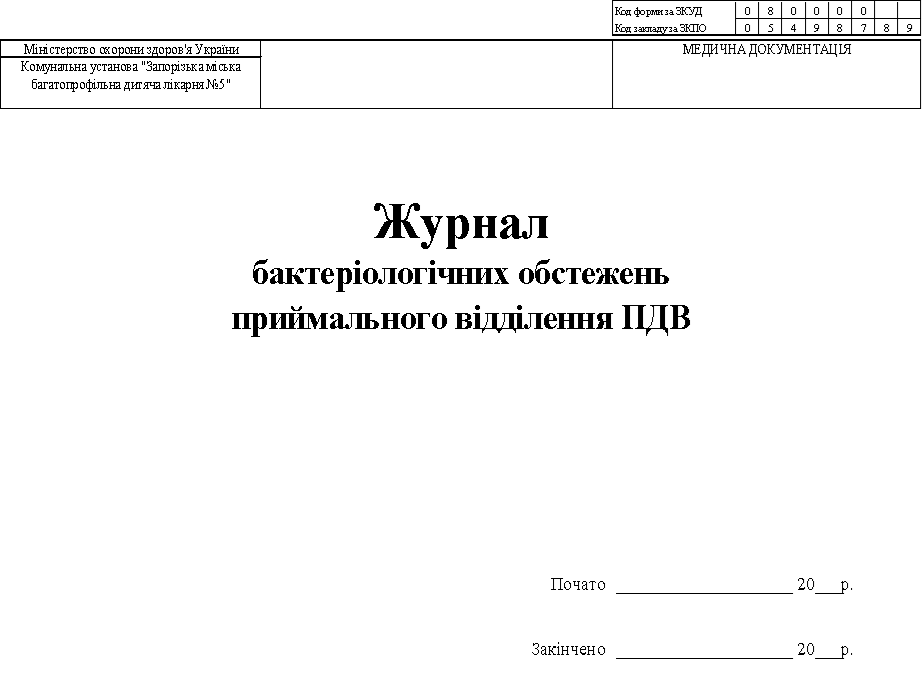 Код форми за ЗКУД 0 8 0 0 0 0
Код закладу за ЗКПО 0 5 4 9 8 7 8 9
Міністерство охорони здоров'я України
МЕДИЧНА ДОКУМЕНТАЦІЯ
Комунальна установа "Запорізька міська
багатопрофільна дитяча лікарня №5"
Журнал
бактеріологічних обстежень
приймального відділення ПДВ
Почато ____________________ 20___р.
Закінчено ____________________ 20___р.